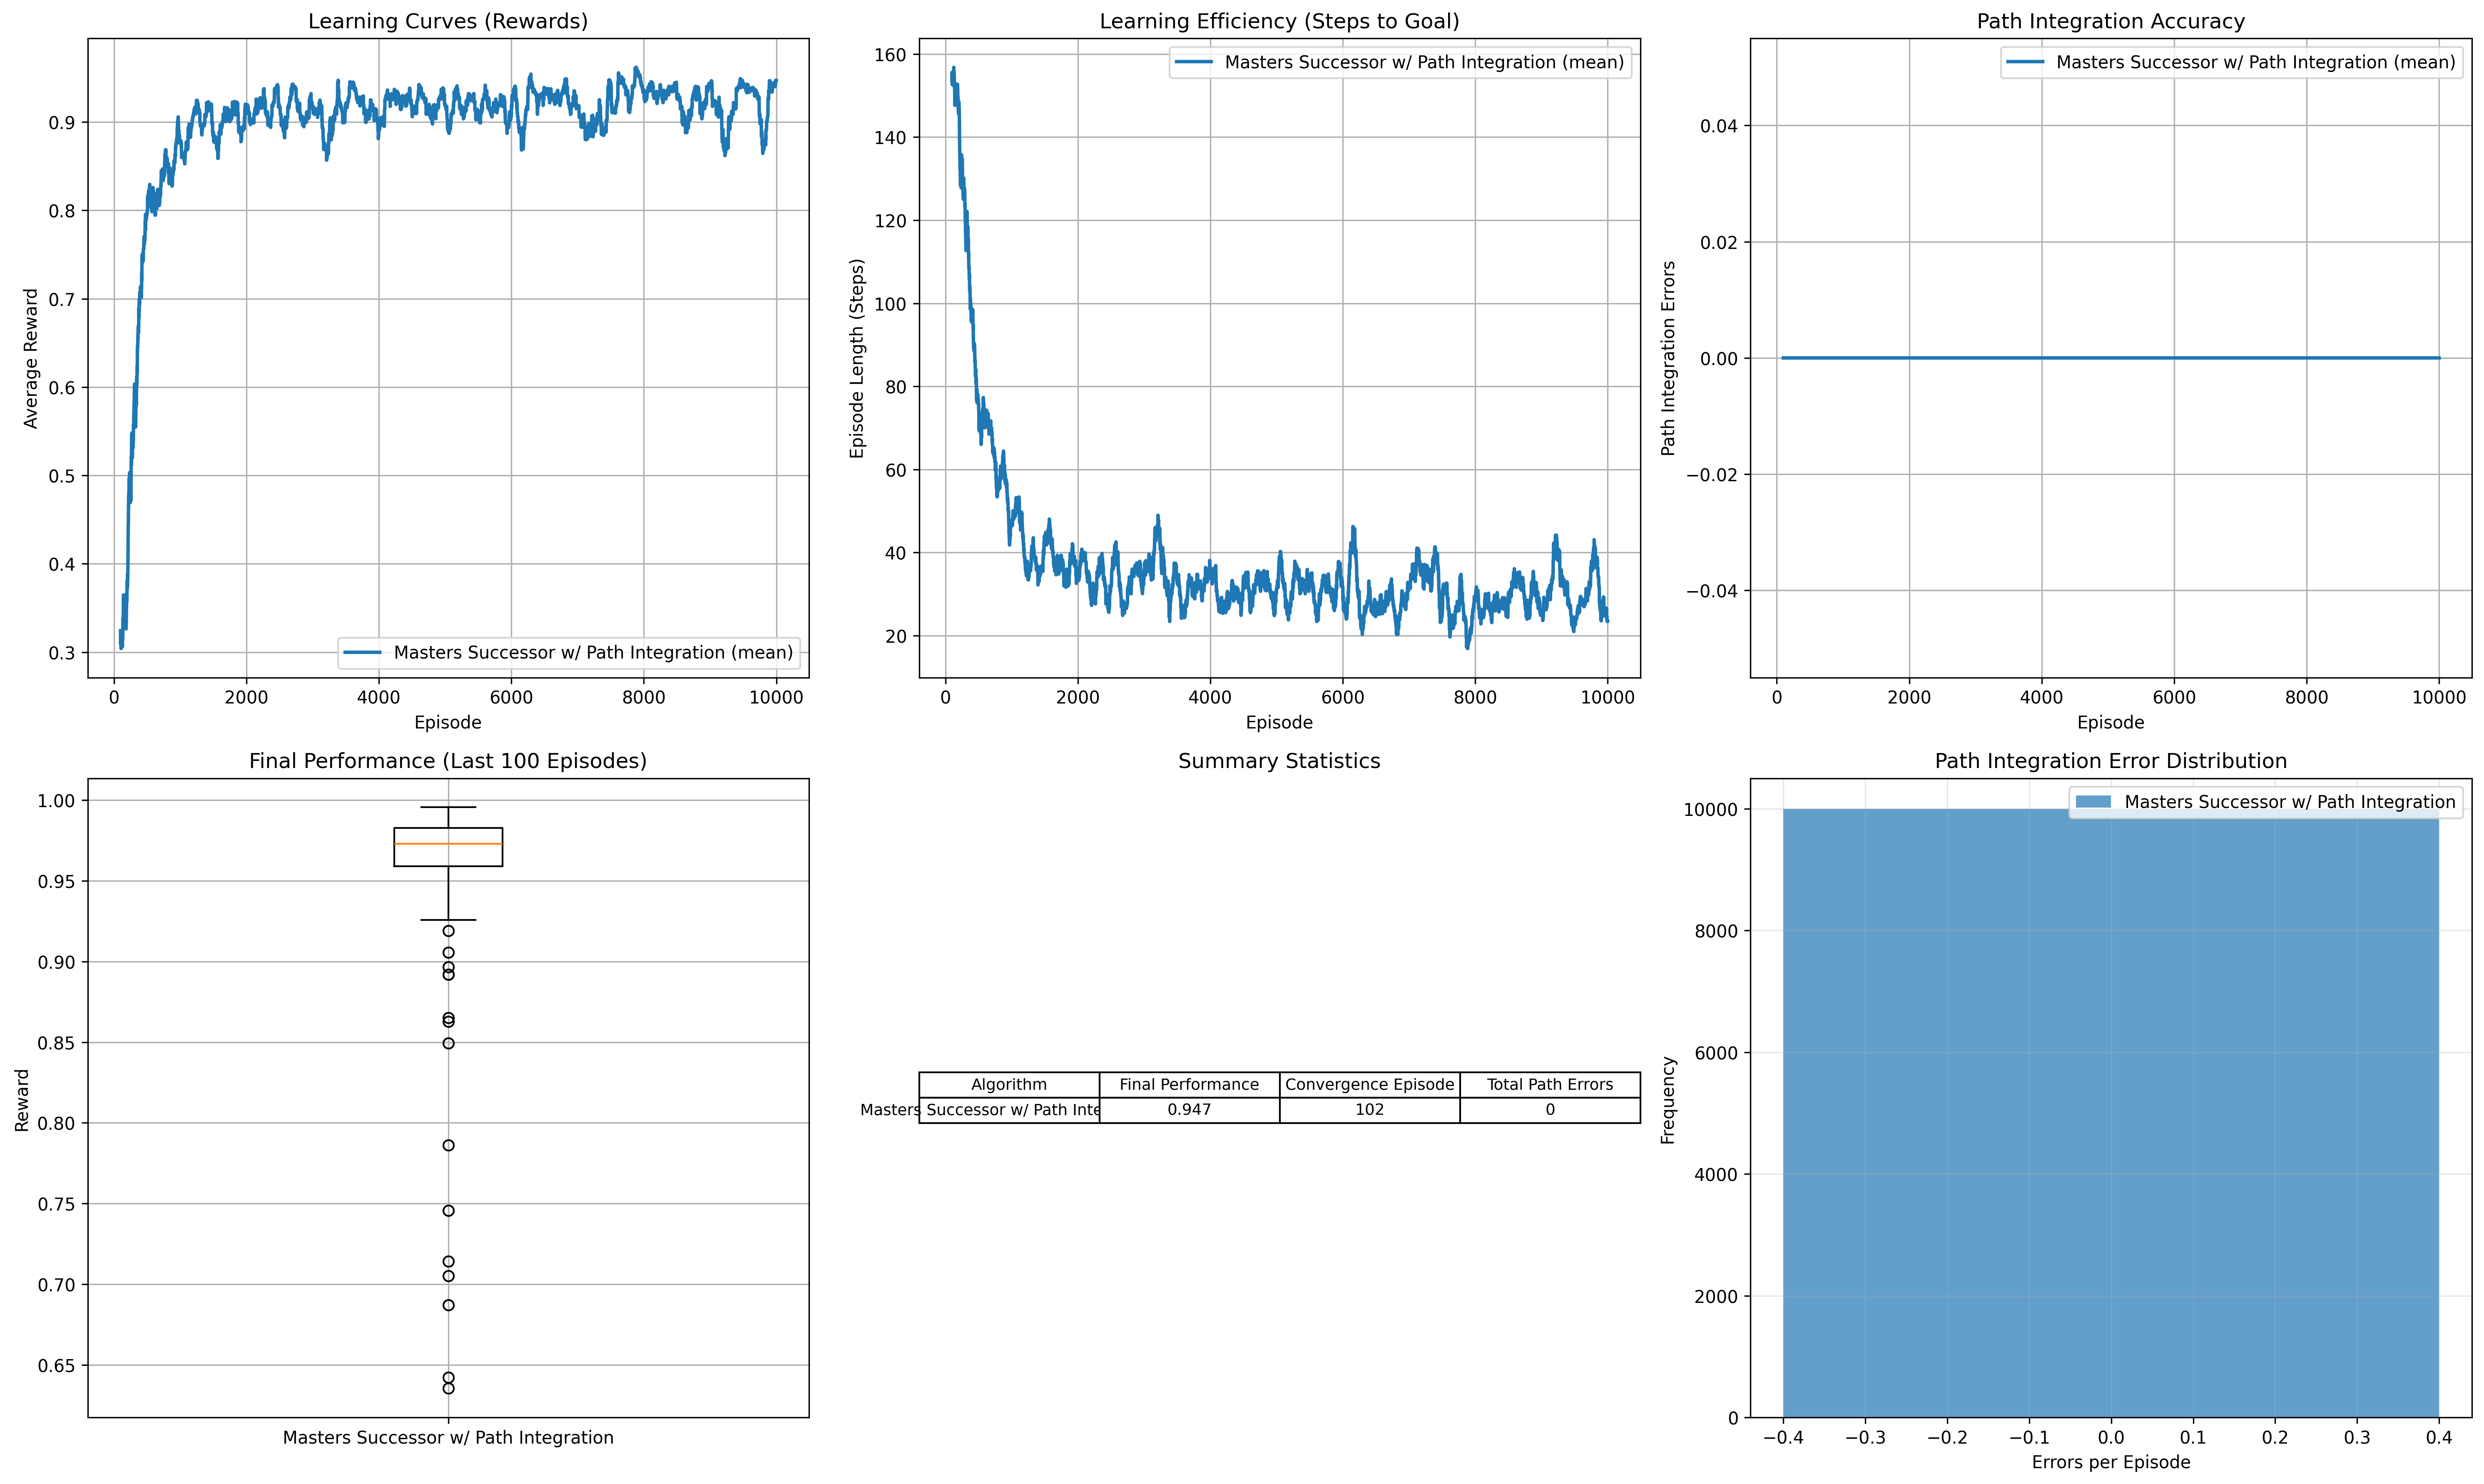 Learning Curves (Rewards)
Average Reward
0.9
0.8
0.7
0.6
0.5
0.4
0.3
Masters Successor w/ Path Integration (mean)
0 2000 4000 6000 8000 10000
Episode
Learning Efficiency (Steps to Goal)
Episode Length (Steps)
Masters Successor w/ Path Integration (mean)
160
140
120
100
80
60
40
20
0 2000 4000 6000 8000 10000
Episode
Path Integration Accuracy
Path Integration Errors
Masters Successor w/ Path Integration (mean)
0.04
0.02
0.00
−0.02
−0.04
0 2000 4000 6000 8000 10000
Episode
Final Performance (Last 100 Episodes)
Reward
1.00
0.95
0.90
0.85
0.80
0.75
0.70
0.65
Masters Successor w/ Path Integration
Summary Statistics
Algorithm Final Performance Convergence Episode Total Path Errors
Masters Successor w/ Path Inte 0.947 102 0
Path Integration Error Distribution
Frequency
Masters Successor w/ Path Integration
10000
8000
6000
4000
2000
0
−0.4 −0.3 −0.2 −0.1 0.0 0.1 0.2 0.3 0.4
Errors per Episode